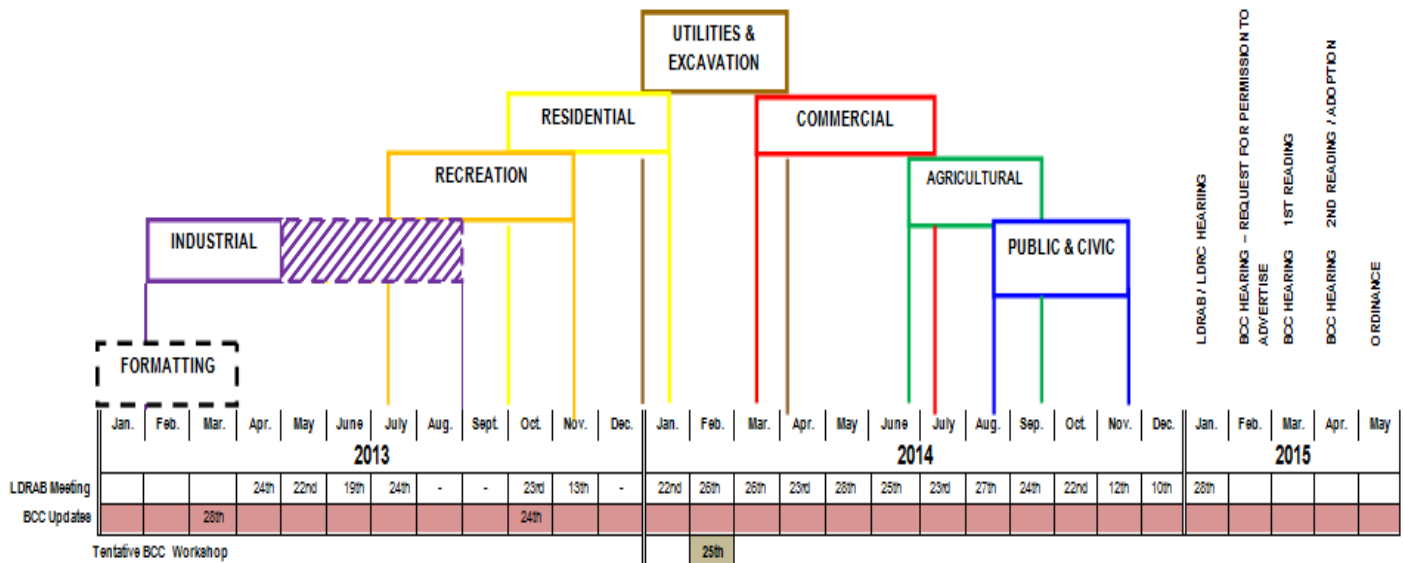 UTILITIES &
EXCAVATION
RESIDENTIAL
COMMERCIAL
RECREATION
AGRICULTURAL
INDUSTRIAL
PUBLIC & CIVIC
FORMATTING
LDRAB / LDRC HEARIING
BCC HEARING – REQUEST FOR PERMISSION TO
ADVERTISE
BCC HEARING 1ST READING
BCC HEARING 2ND READING / ADOPTION
ORDINANCE
Jan. Feb. Mar. Apr. May June July Aug. Sept. Oct. Nov. Dec. Jan. Feb. Mar. Apr. May June July Aug. Sep. Oct. Nov. Dec. Jan. Feb. Mar. Apr. May
2013 2014 2015
LDRAB Meeting 24th 22nd 19th 24th - - 23rd 13th - 22nd 26th 26th 23rd 28th 25th 23rd 27th 24th 22nd 12th 10th 28th
BCC Updates 28th 24th
Tentative BCC Workshop 25th